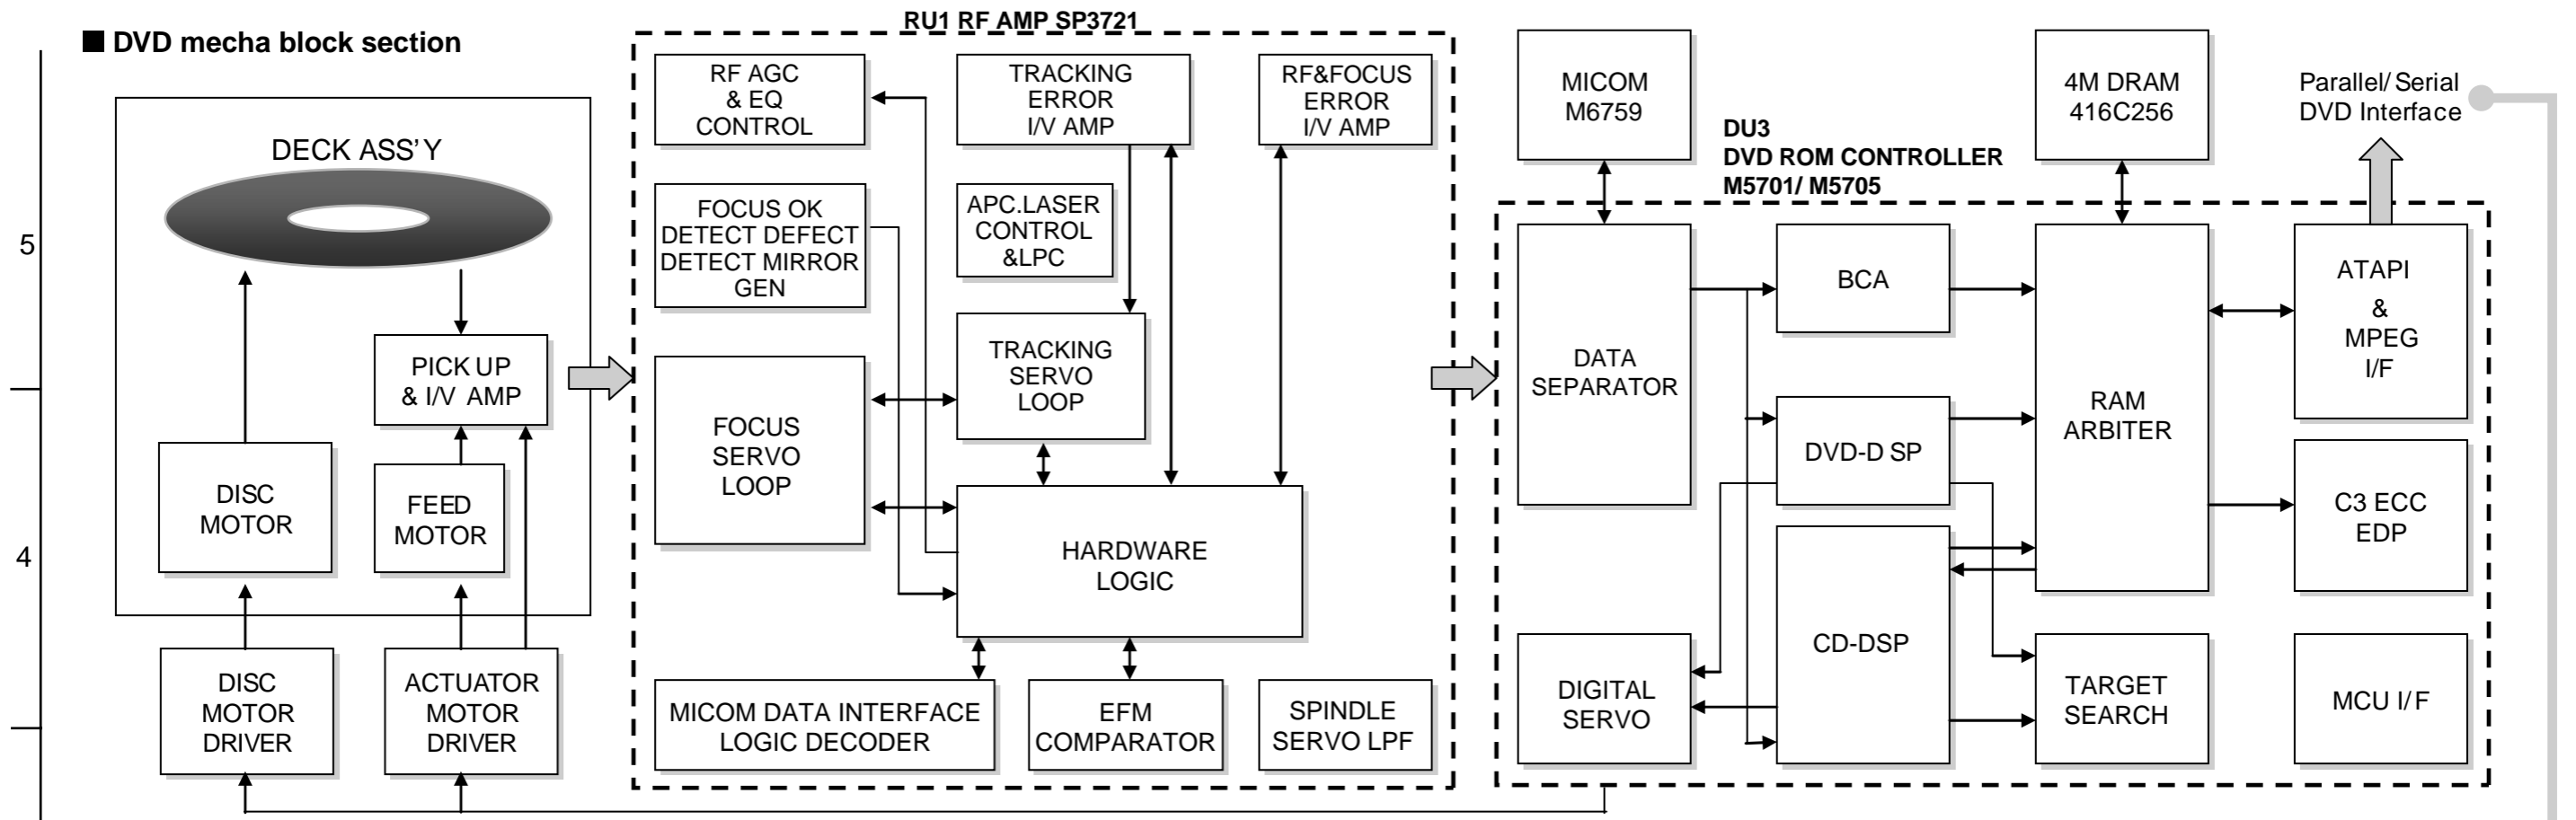 ■ DVD mecha block section
5
4
DECK ASS'Y
PICK UP
& I/V AMP
DISC
MOTOR
FEED
MOTOR
DISC
MOTOR
DRIVER
ACTUATOR
MOTOR
DRIVER
RU1 RF AMP SP3721
RF AGC
& EQ
CONTROL
TRACKING
ERROR
I/V AMP
RF&FOCUS
ERROR
I/V AMP
FOCUS OK
DETECT DEFECT
DETECT MIRROR
GEN
APC.LASER
CONTROL
&LPC
FOCUS
SERVO
LOOP
TRACKING
SERVO
LOOP
HARDWARE
LOGIC
MICOM DATA INTERFACE
LOGIC DECODER
EFM
COMPARATOR
SPINDLE
SERVO LPF
MICOM
M6759
4M DRAM
416C256
Parallel/ Serial
DVD Interface
DU3
DVD ROM CONTROLLER
M5701/ M5705
DATA
SEPARATOR
BCA
DVD-D SP
CD-DSP
RAM
ARBITER
ATAPI
&
MPEG
I/F
C3 ECC
EDP
DIGITAL
SERVO
TARGET
SEARCH
MCU I/ F